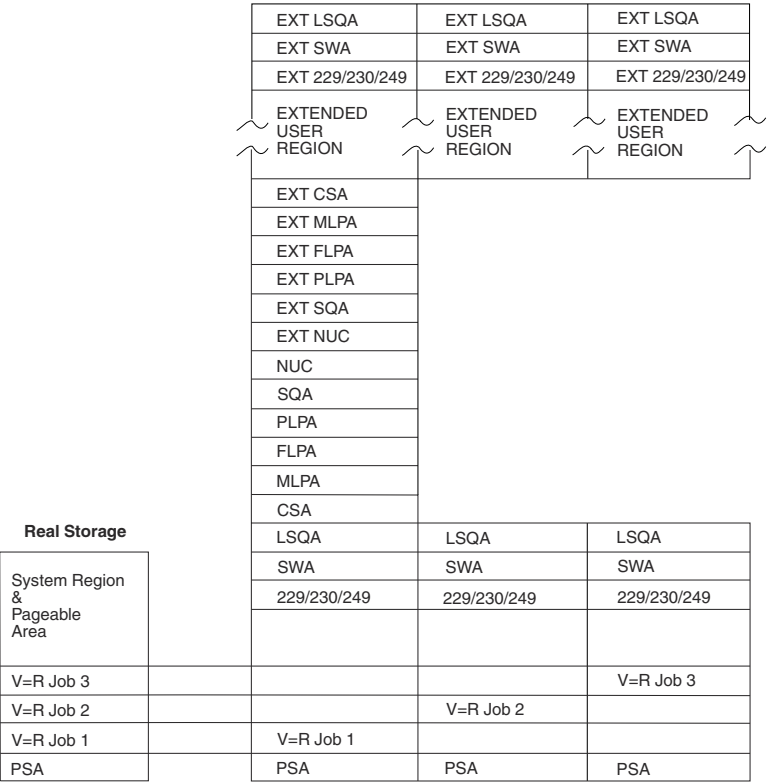 EXT LSQA EXT LSQA EXT LSQA
EXT SWA EXT SWA EXT SWA
EXT 229/230/249 EXT 229/230/249 EXT 229/230/249
EXTENDED EXTENDED EXTENDED
USER USER USER
REGION REGION REGION
EXT CSA
EXT MLPA
EXT FLPA
EXT PLPA
EXT SQA
EXT NUC
NUC
SQA
PLPA
FLPA
MLPA
CSA
Real Storage
LSQA LSQA LSQA
SWA SWA SWA
229/230/249 229/230/249 229/230/249
System Region
&
Pageable
Area
V=R Job 3 V=R Job 3
V=R Job 2 V=R Job 2
V=R Job 1 V=R Job 1
PSA PSA PSA PSA